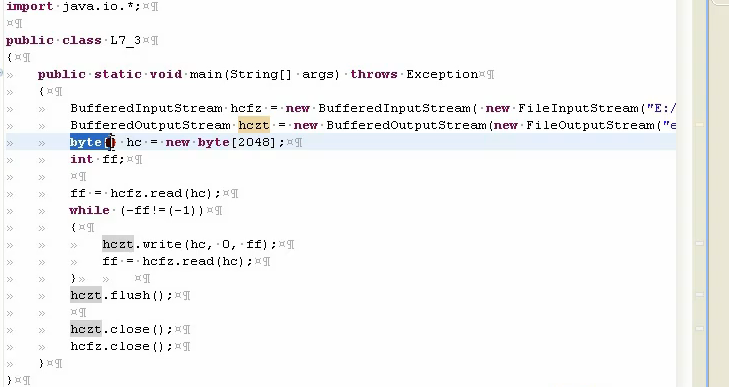 import java.io.*;
public class L7_3
{
public static void main(String[] args) throws Exception
{
BufferedInputStream hcfz = new BufferedInputStream( new FileInputStream("E:/
BufferedOutputStream hczt = new BufferedOutputStream(new FileOutputStream("e
byte[] hc = new byte[2048];
int ff;
ff = hcfz.read(hc);
while (-ff!=(-1))
{
hczt.write(hc, 0, ff);
ff = hcfz.read(hc);
}
hczt.flush();
hczt.close();
hcfz.close();
}
}